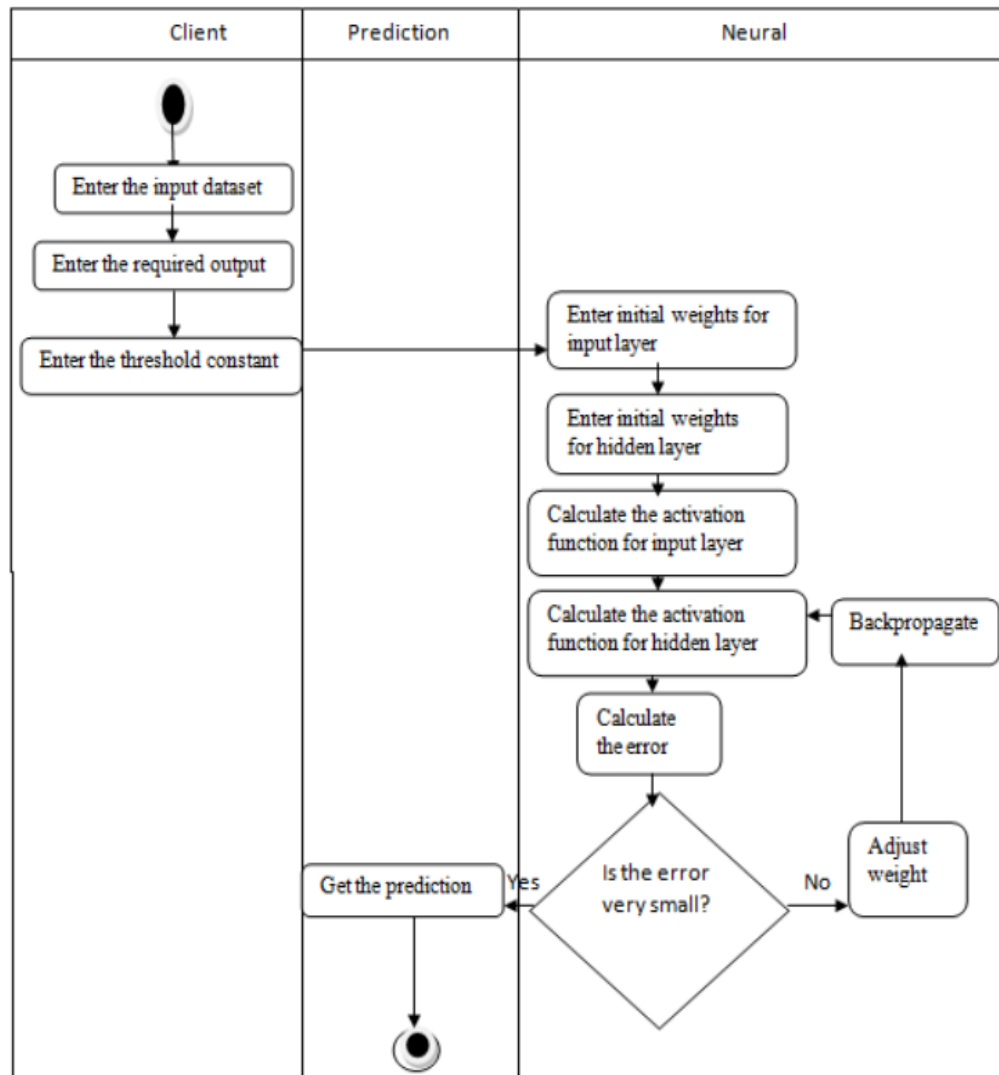 Client
Prediction
Neural
Enter the input dataset
Enter the required output
Enter the threshold constant
Enter initial weights for
input layer
Enter initial weights
for hidden layer
Calculate the activation
function for input layer
Calculate the activation
function for hidden layer
Backpropagate
Calculate
the error
Is the error
very small?
Yes
No
Adjust
weight
Get the prediction